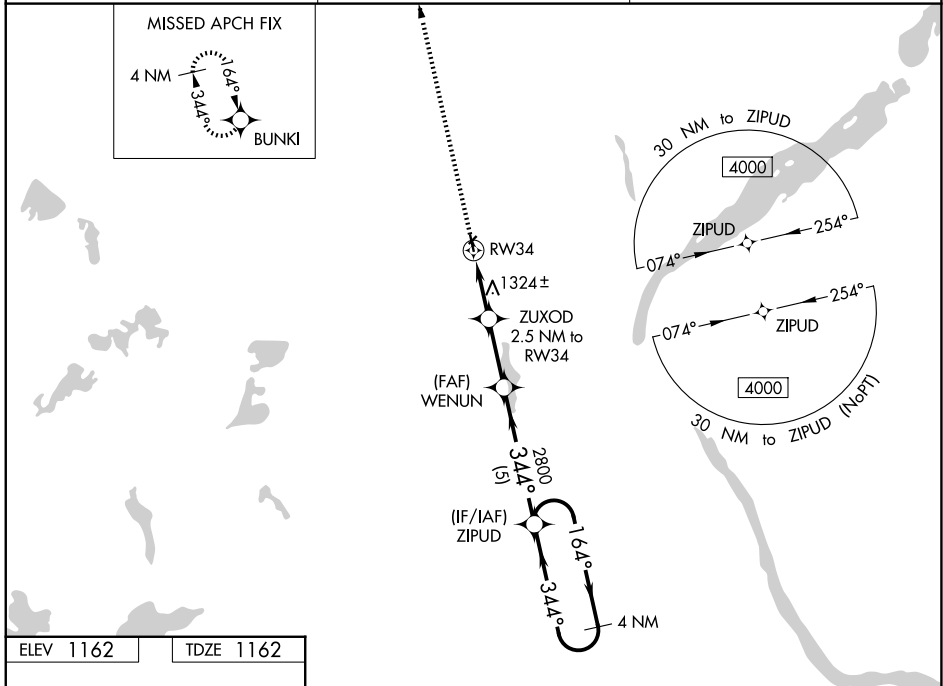 MISSED APCH FIX
4 NM
164°
344°
BUNKI
30 NM to ZIPUD
4000
ZIPUD
254°
074°
254°
074°
ZIPUD
4000
30 NM to ZIPUD (NoPT)
RW34
1324±
ZUXOD
2.5 NM to
RW34
(FAF)
WENUN
2800
344°
(5)
(IF/IAF)
ZIPUD
164°
344°
4 NM
ELEV 1162
TDZE 1162